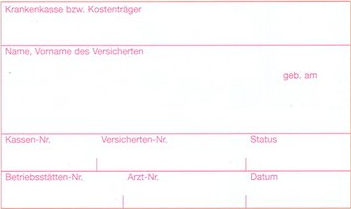 Krankenkasse bzw. Kostenträger
Name, Vorname des Versicherten
geb. am
Kassen-Nr. Versicherten-Nr. Status
Betriebsstätten-Nr. Arzt-Nr. Datum